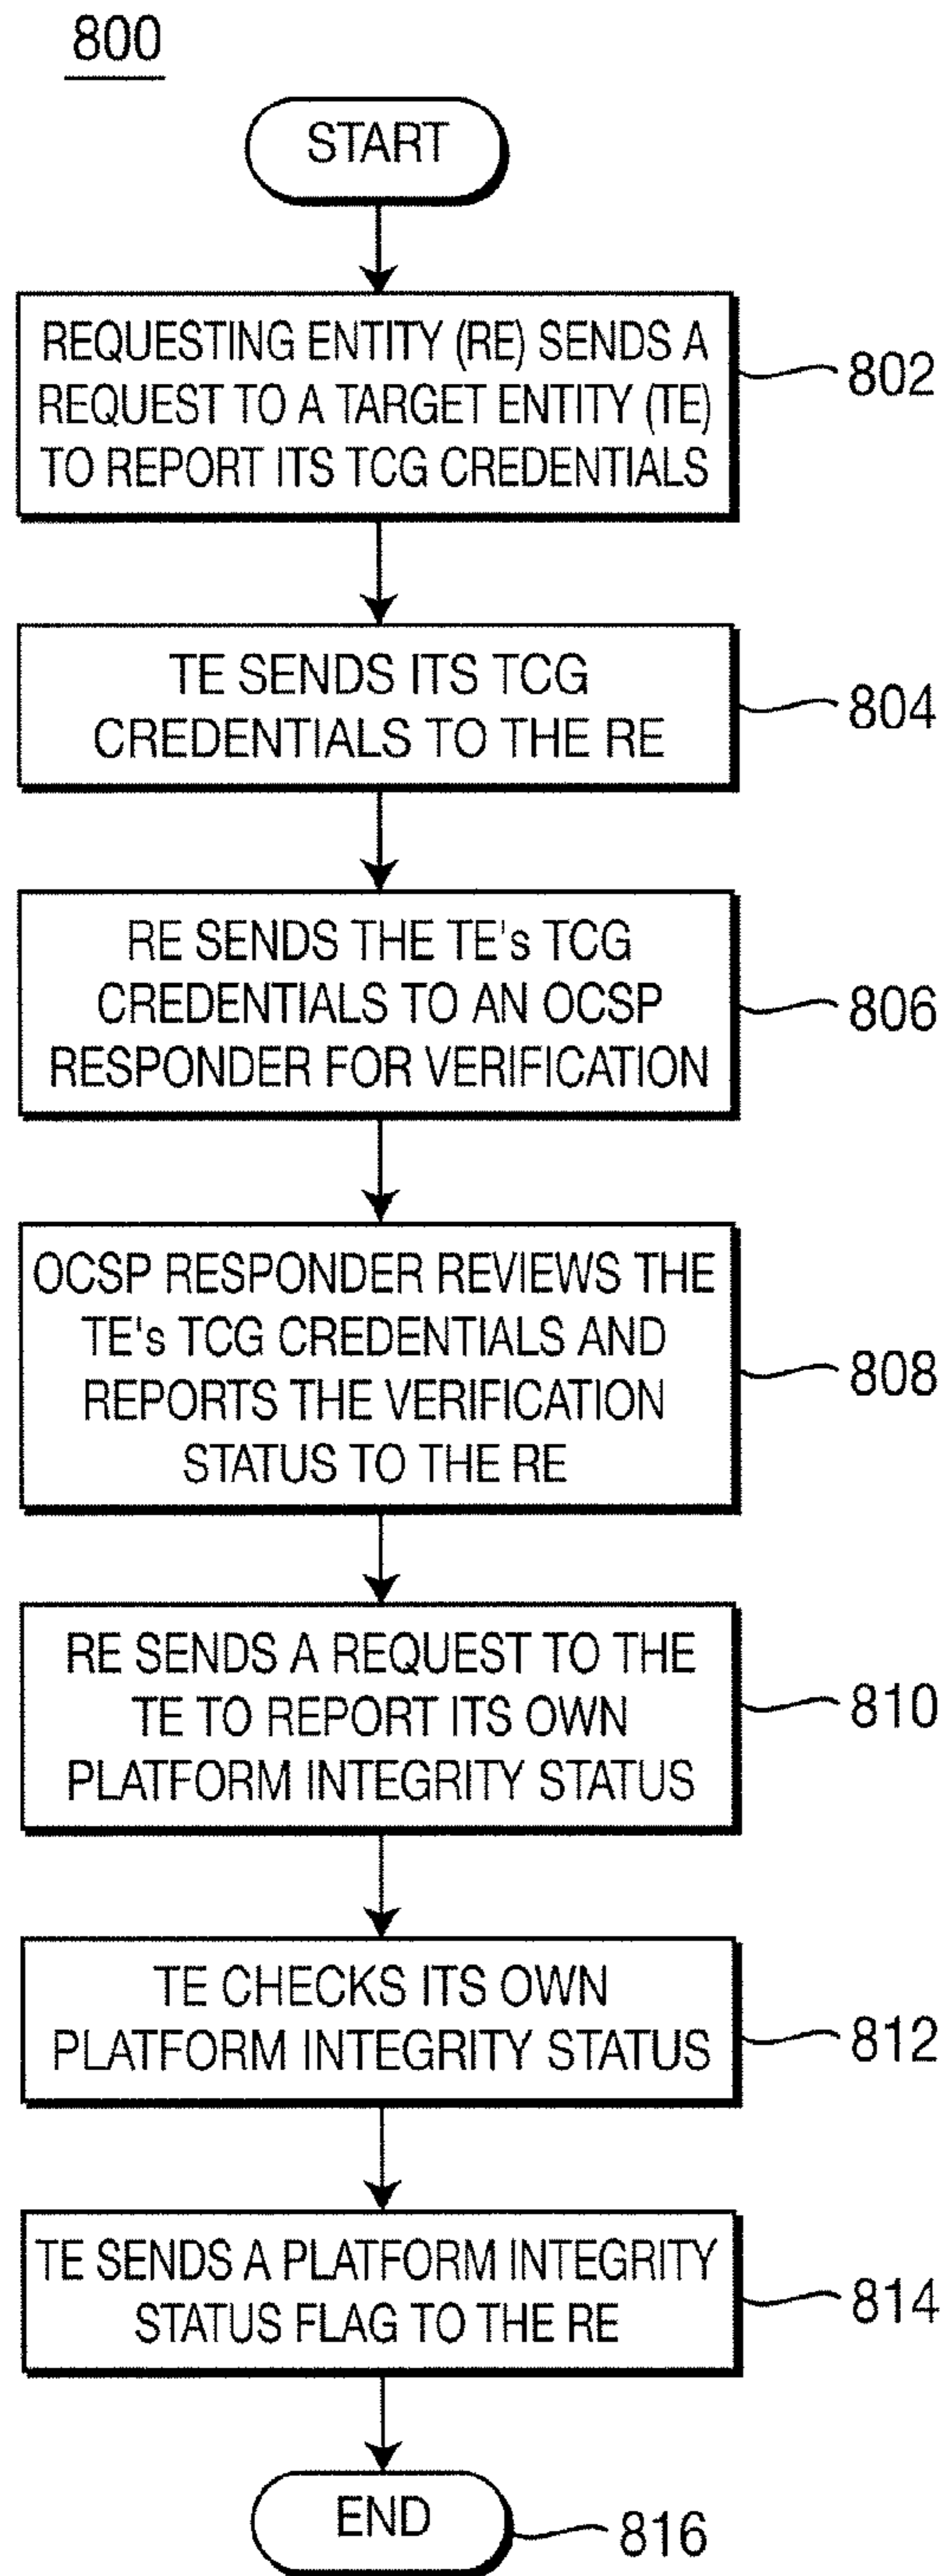 800
START
REQUESTING ENTITY (RE) SENDS A
REQUEST TO A TARGET ENTITY (TE)
TO REPORT ITS TCG CREDENTIALS
802
TE SENDS ITS TCG
CREDENTIALS TO THE RE
804
RE SENDS THE TE's TCG
CREDENTIALS TO AN OCSP
RESPONDER FOR VERIFICATION
806
OCSP RESPONDER REVIEWS THE
TE's TCG CREDENTIALS AND
REPORTS THE VERIFICATION
STATUS TO THE RE
808
RE SENDS A REQUEST TO THE
TE TO REPORT ITS OWN
PLATFORM INTEGRITY STATUS
810
TE CHECKS ITS OWN
PLATFORM INTEGRITY STATUS
812
TE SENDS A PLATFORM INTEGRITY
STATUS FLAG TO THE RE
814
END
816